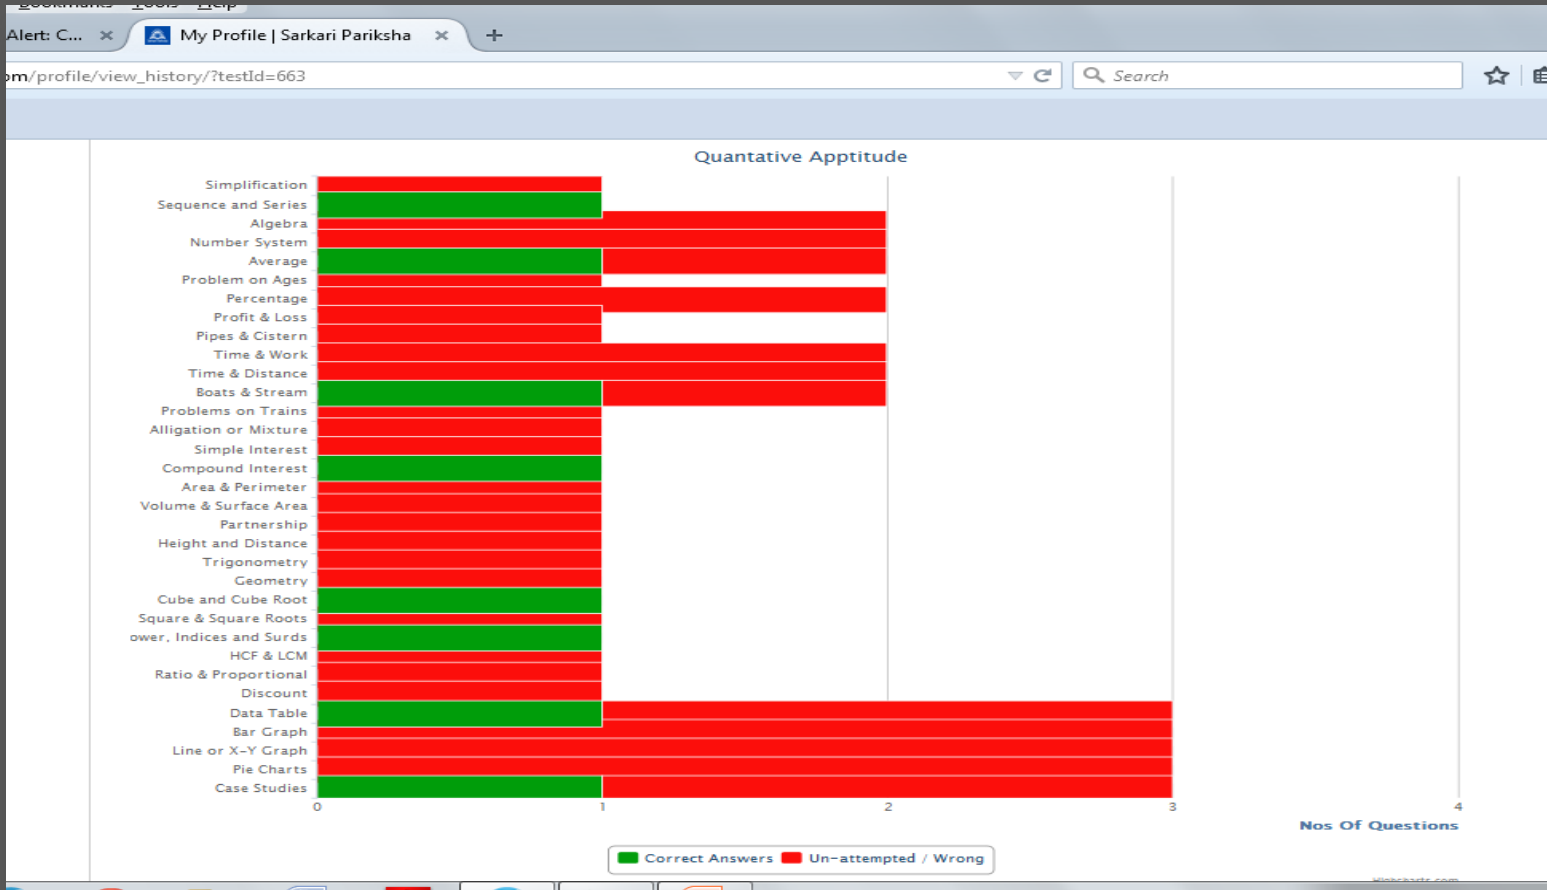 Bookmarks Tools Help
Alert: C... × My Profile | Sarkari Pariksha × +
om/profile/view_history/?testId=663 Search
Quantative Apptitude
Simplification
Sequence and Series
Algebra
Number System
Average
Problem on Ages
Percentage
Profit & Loss
Pipes & Cistern
Time & Work
Time & Distance
Boats & Stream
Problems on Trains
Alligation or Mixture
Simple Interest
Compound Interest
Area & Perimeter
Volume & Surface Area
Partnership
Height and Distance
Trigonometry
Geometry
Cube and Cube Root
Square & Square Roots
ower, Indices and Surds
HCF & LCM
Ratio & Proportional
Discount
Data Table
Bar Graph
Line or X-Y Graph
Pie Charts
Case Studies
0 1 2 3 4
Nos Of Questions
Correct Answers Un-attempted / Wrong
Highcharts.com